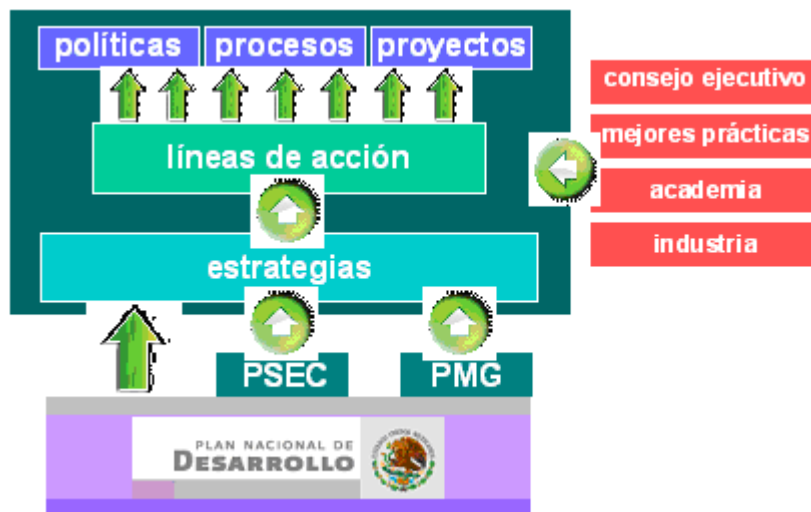 políticas
procesos
proyectos
consejo ejecutivo
mejores prácticas
líneas de acción
academia
industria
estrategias
PSEC
PMG
PLAN NACIONAL DE
DESARROLLO